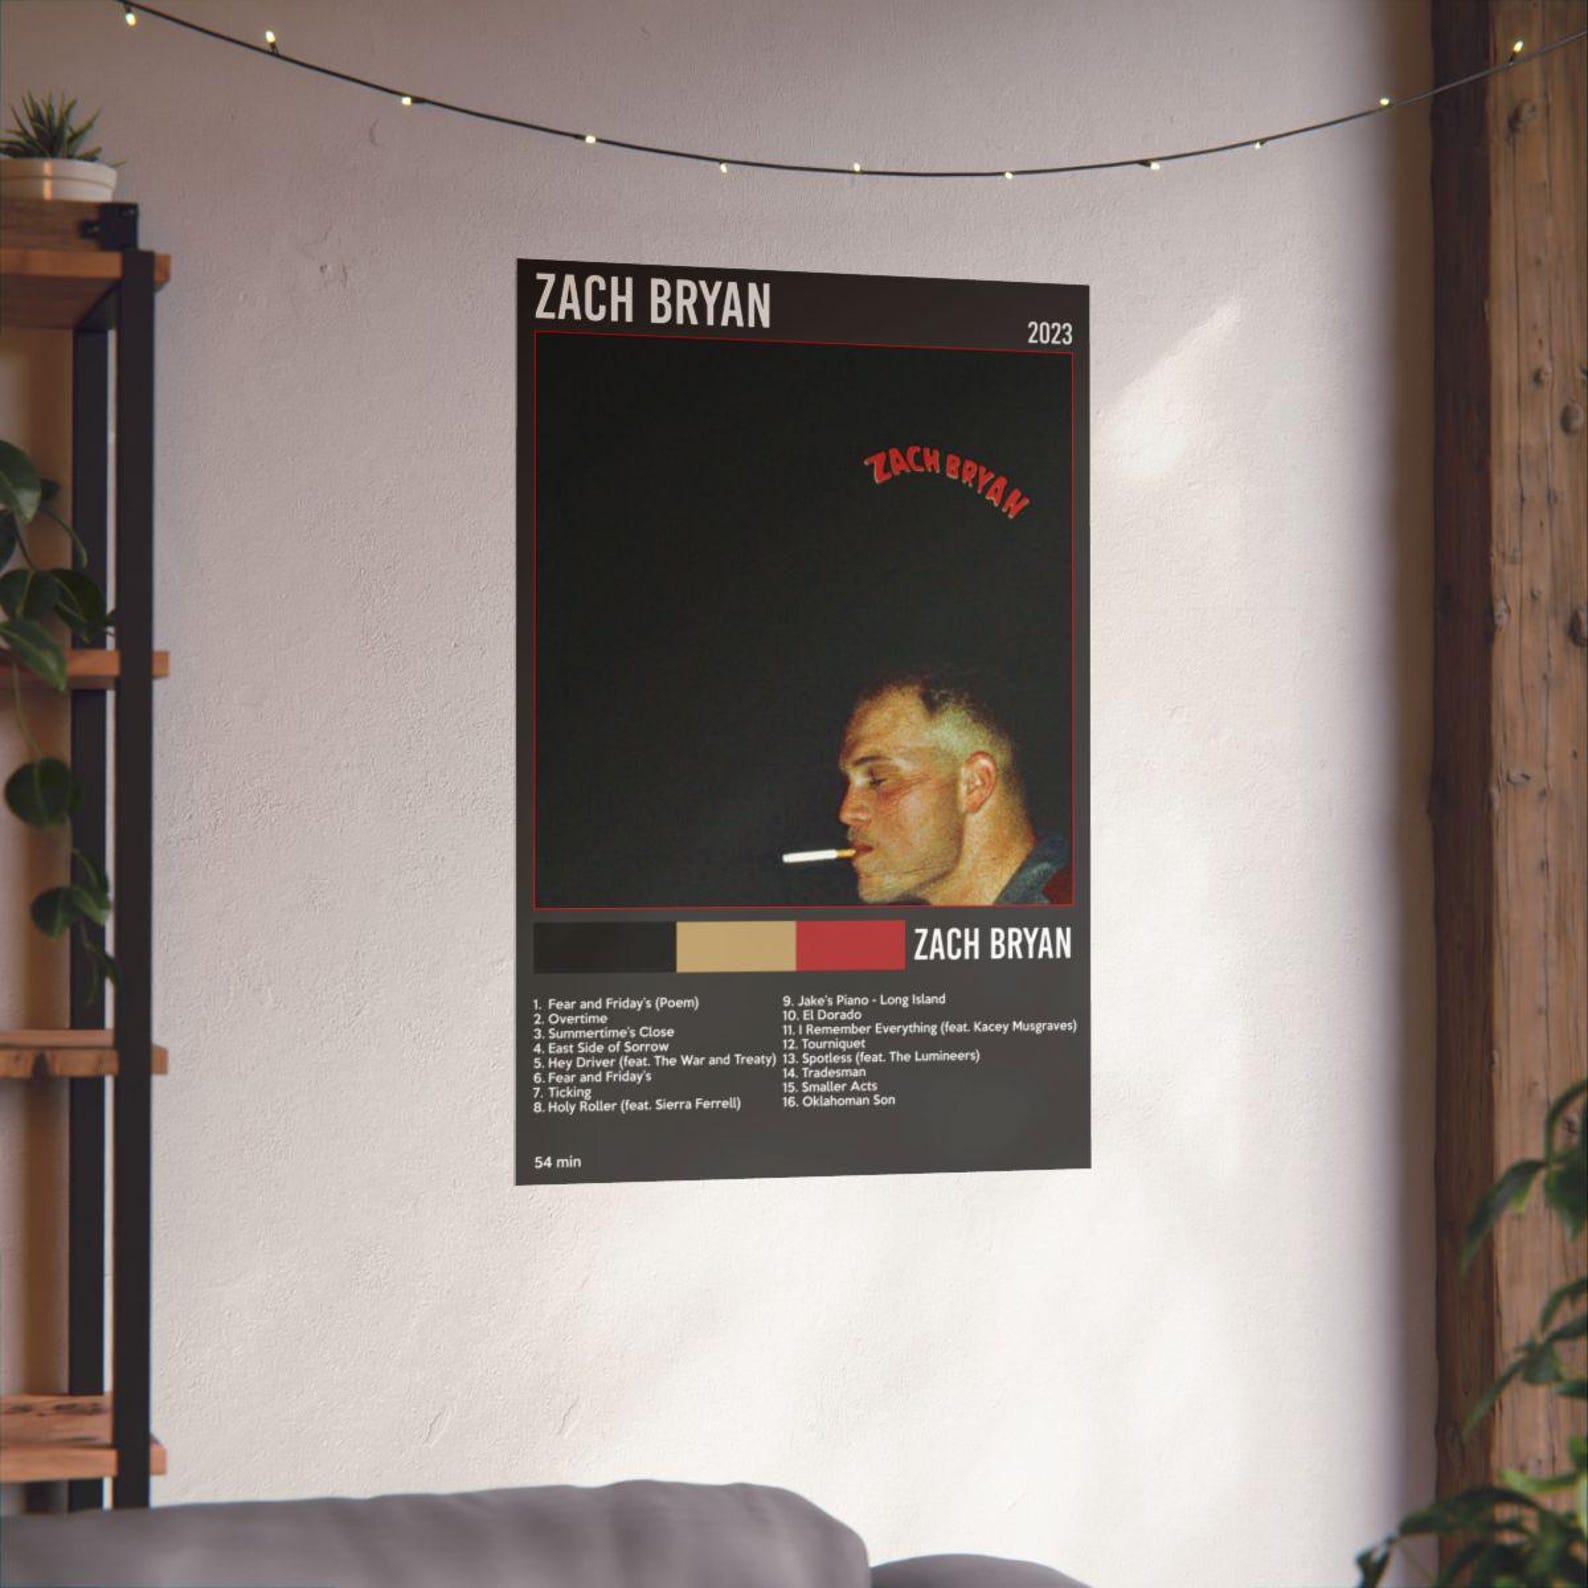 ZACH BRYAN
2023
ZACH BRYAN
ZACH BRYAN
1. Fear and Friday's (Poem)
2. Overtime
3. Summertime's Close
4. East Side of Sorrow
5. Hey Driver (feat. The War and Treaty)
6. Fear and Friday's
7. Ticking
8. Holy Roller (feat. Sierra Ferrell)
9. Jake's Piano - Long Island
10. El Dorado
11. I Remember Everything (feat. Kacey Musgraves)
12. Tourniquet
13. Spotless (feat. The Lumineers)
14. Tradesman
15. Smaller Acts
16. Oklahoman Son
54 min